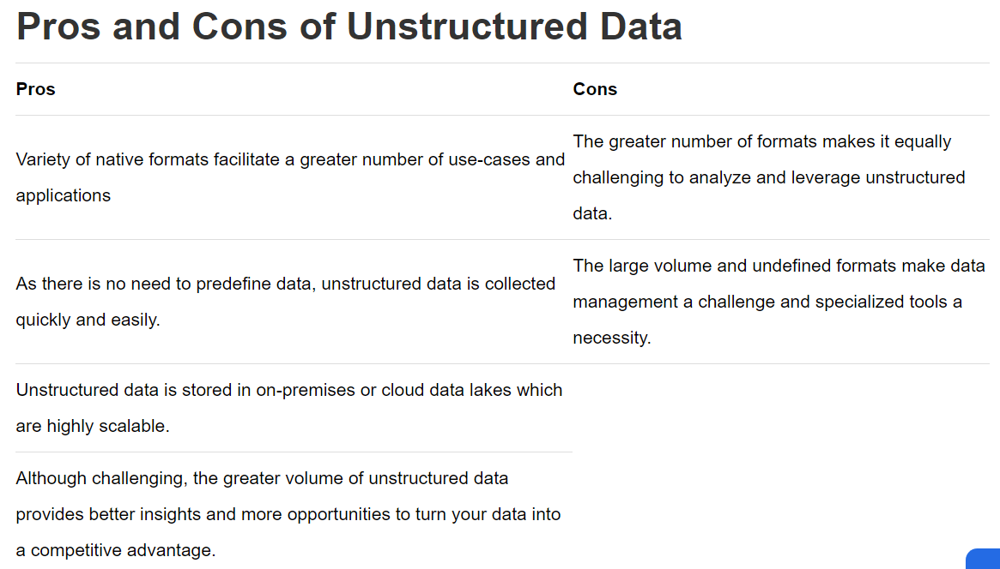 Pros and Cons of Unstructured Data
Pros
Cons
Variety of native formats facilitate a greater number of use-cases and
applications
The greater number of formats makes it equally
challenging to analyze and leverage unstructured
data.
As there is no need to predefine data, unstructured data is collected
quickly and easily.
The large volume and undefined formats make data
management a challenge and specialized tools a
necessity.
Unstructured data is stored in on-premises or cloud data lakes which
are highly scalable.
Although challenging, the greater volume of unstructured data
provides better insights and more opportunities to turn your data into
a competitive advantage.